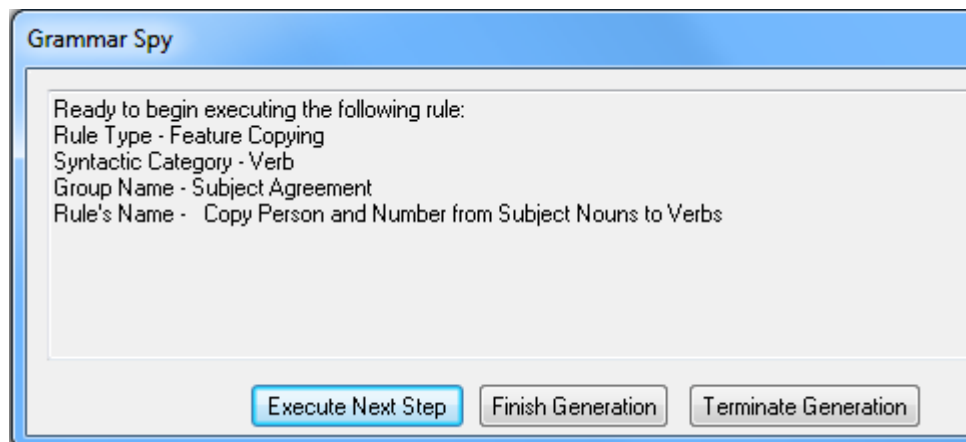 Grammar Spy
Ready to begin executing the following rule:
Rule Type - Feature Copying
Syntactic Category - Verb
Group Name - Subject Agreement
Rule's Name -   Copy Person and Number from Subject Nouns to Verbs
Execute Next Step
Finish Generation
Terminate Generation